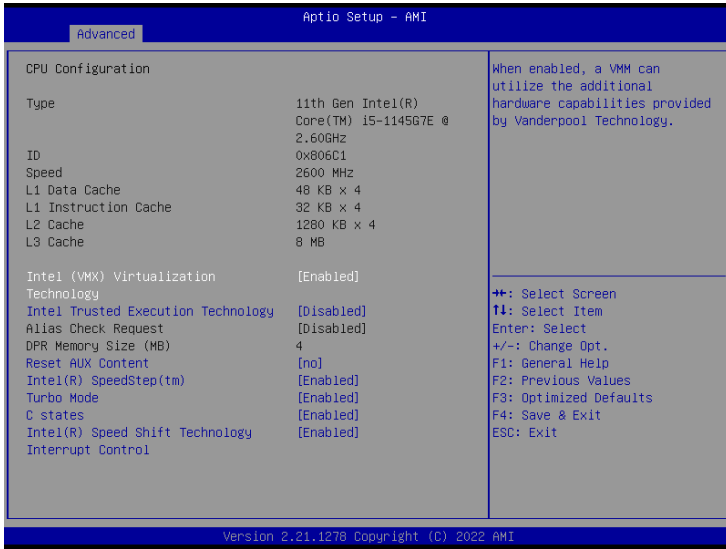 Aptio Setup – AMI
Advanced
CPU Configuration
Type 11th Gen Intel(R)
Core(TM) i5-1145G7E @
2.60GHz
ID 0x806C1
Speed 2600 MHz
L1 Data Cache 48 KB x 4
L1 Instruction Cache 32 KB x 4
L2 Cache 1280 KB x 4
L3 Cache 8 MB
Intel (VMX) Virtualization [Enabled]
Technology
Intel Trusted Execution Technology [Disabled]
Alias Check Request [Disabled]
DPR Memory Size (MB) 4
Reset AUX Content [no]
Intel(R) SpeedStep(tm) [Enabled]
Turbo Mode [Enabled]
C states [Enabled]
Intel(R) Speed Shift Technology [Enabled]
Interrupt Control
When enabled, a VMM can
utilize the additional
hardware capabilities provided
by Vanderpool Technology.
→←: Select Screen
↑↓: Select Item
Enter: Select
+/-: Change Opt.
F1: General Help
F2: Previous Values
F3: Optimized Defaults
F4: Save & Exit
ESC: Exit
Version 2.21.1278 Copyright (C) 2022 AMI